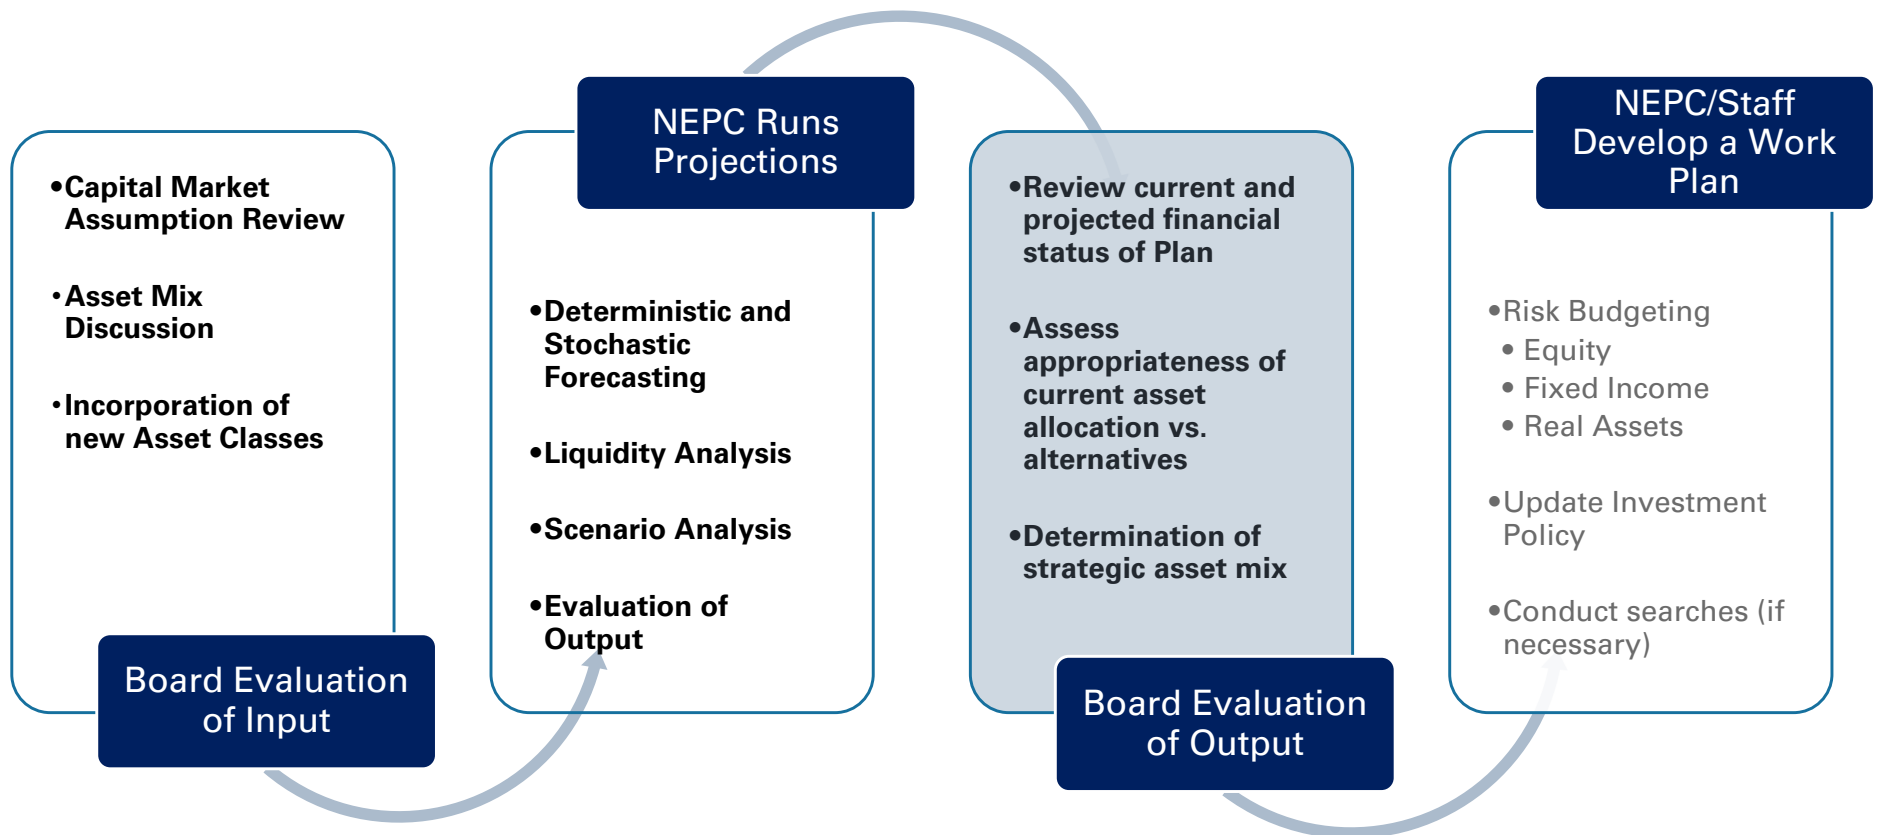 •Capital Market
Assumption Review
•Asset Mix
Discussion
•Incorporation of
new Asset Classes
Board Evaluation
of Input
NEPC Runs
Projections
•Deterministic and
Stochastic
Forecasting
•Liquidity Analysis
•Scenario Analysis
•Evaluation of
Output
•Review current and
projected financial
status of Plan
•Assess
appropriateness of
current asset
allocation vs.
alternatives
•Determination of
strategic asset mix
Board Evaluation
of Output
NEPC/Staff
Develop a Work
Plan
•Risk Budgeting
• Equity
• Fixed Income
• Real Assets
•Update Investment
Policy
•Conduct searches (if
necessary)